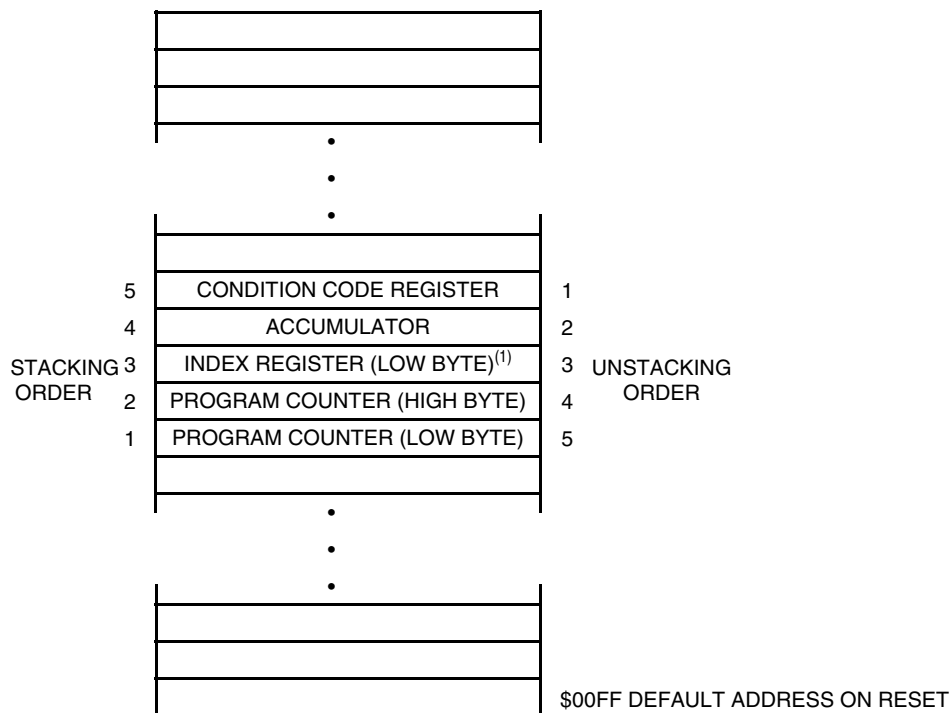 5 CONDITION CODE REGISTER 1
4 ACCUMULATOR 2
STACKING 3 INDEX REGISTER (LOW BYTE)(1) 3 UNSTACKING
ORDER 2 PROGRAM COUNTER (HIGH BYTE) 4 ORDER
1 PROGRAM COUNTER (LOW BYTE) 5
$00FF DEFAULT ADDRESS ON RESET